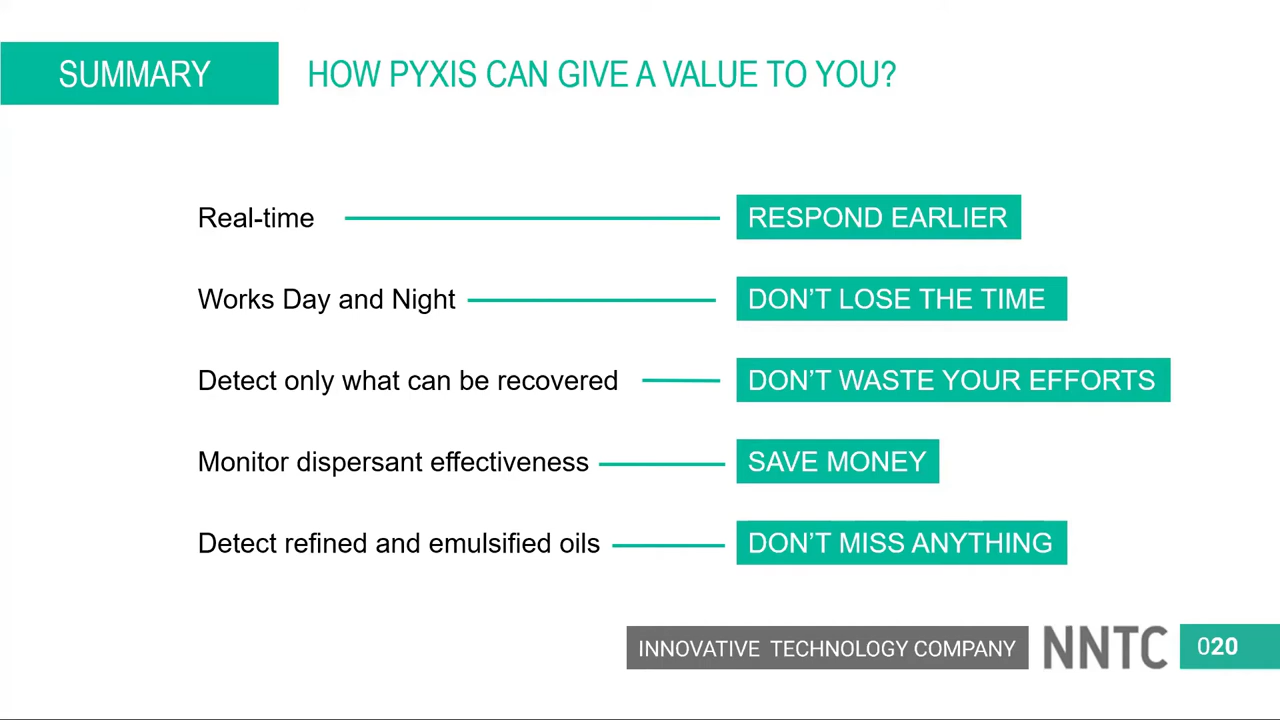 SUMMARY
HOW PYXIS CAN GIVE A VALUE TO YOU?
Real-time
RESPOND EARLIER
Works Day and Night
DON'T LOSE THE TIME
Detect only what can be recovered
DON'T WASTE YOUR EFFORTS
Monitor dispersant effectiveness
SAVE MONEY
Detect refined and emulsified oils
DON'T MISS ANYTHING
INNOVATIVE TECHNOLOGY COMPANY
NNTC
020